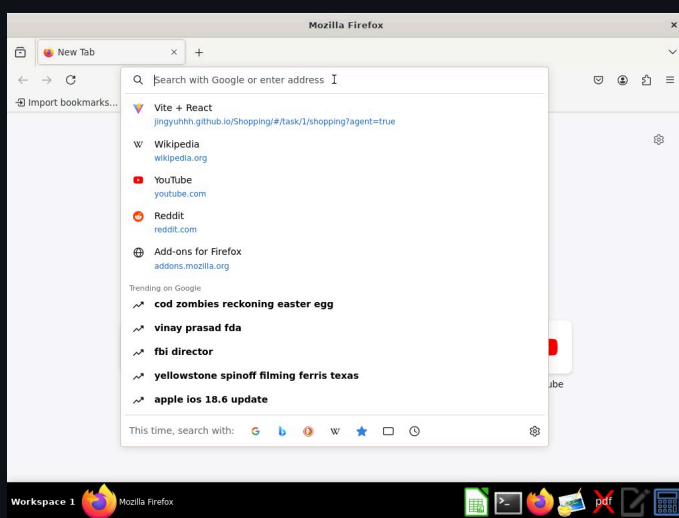 Mozilla Firefox
New Tab
Search with Google or enter address
Import bookmarks...
Vite + React
jingyuhhh.github.io/Shopping/#/task/1/shopping?agent=true
Wikipedia
wikipedia.org
YouTube
youtube.com
Reddit
reddit.com
Add-ons for Firefox
addons.mozilla.org
Trending on Google
cod zombies reckoning easter egg
vinay prasad fda
fbi director
yellowstone spinoff filming ferris texas
ube
apple ios 18.6 update
This time, search with:
Workspace 1 Mozilla Firefox
pdf